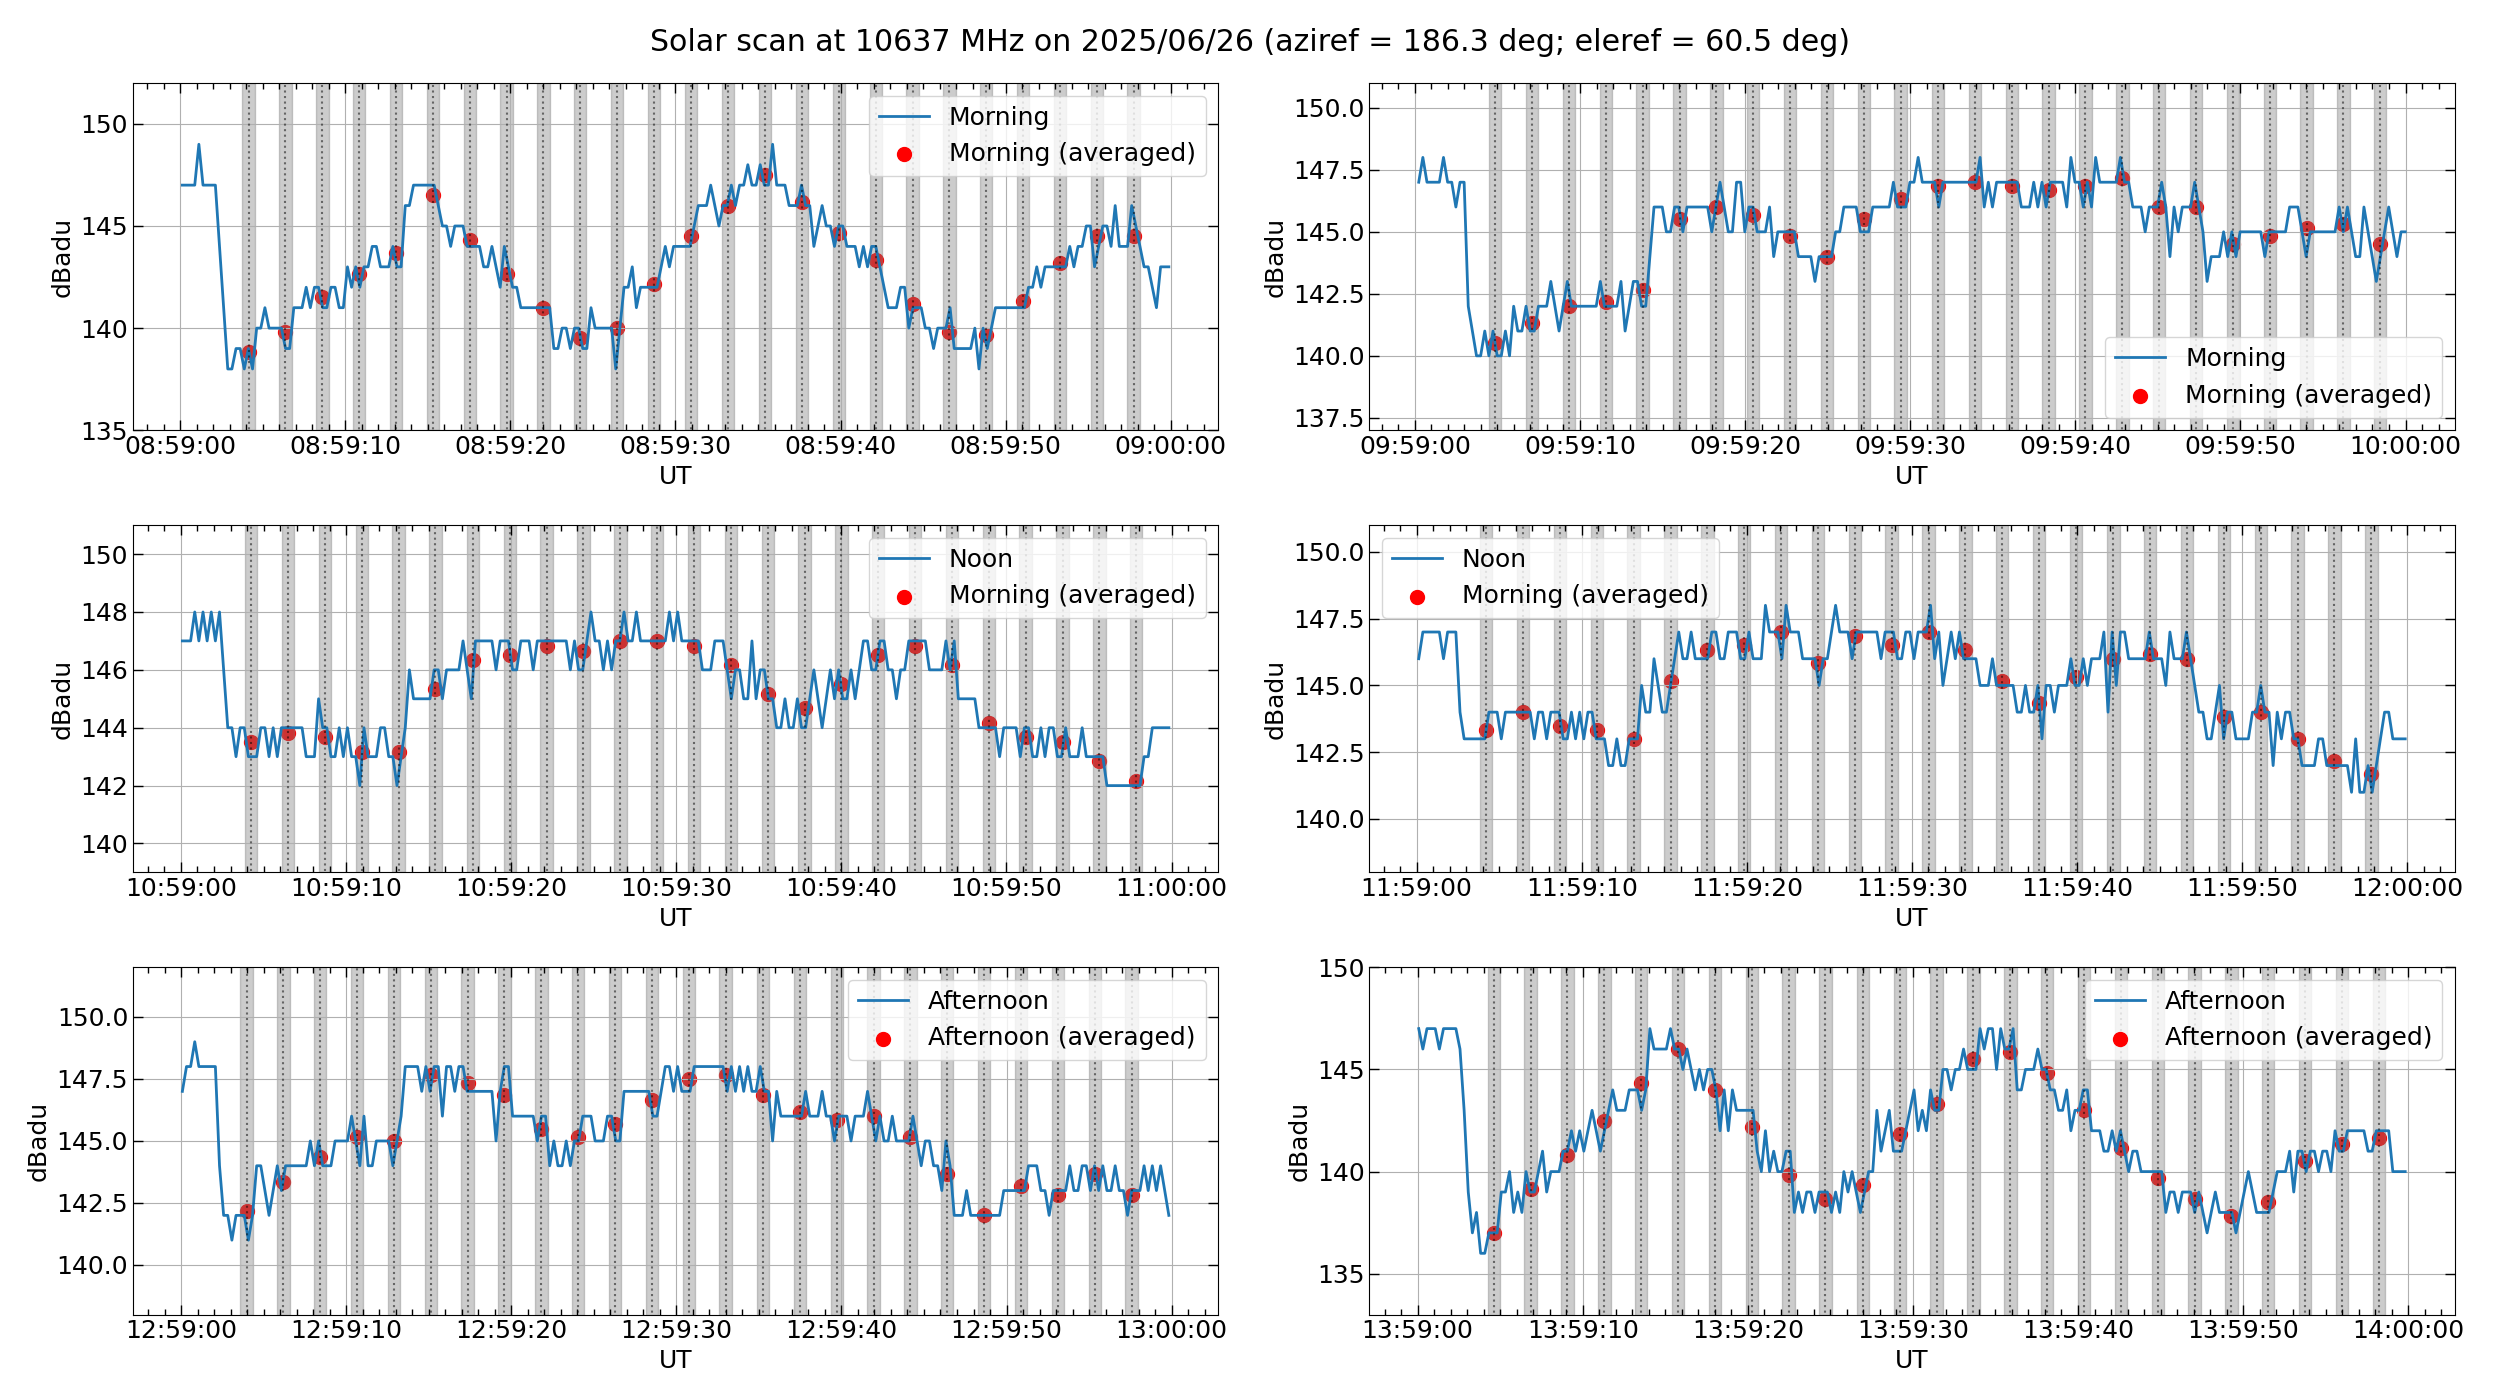 Solar scan at 10637 MHz on 2025/06/26 (aziref = 186.3 deg; eleref = 60.5 deg)
150
145
140
135
dBadu
Morning
Morning (averaged)
08:59:00 08:59:10 08:59:20 08:59:30 08:59:40 08:59:50 09:00:00
UT
150.0
147.5
145.0
142.5
140.0
137.5
dBadu
Morning
Morning (averaged)
09:59:00 09:59:10 09:59:20 09:59:30 09:59:40 09:59:50 10:00:00
UT
150
148
146
144
142
140
dBadu
Noon
Morning (averaged)
10:59:00 10:59:10 10:59:20 10:59:30 10:59:40 10:59:50 11:00:00
UT
150.0
147.5
145.0
142.5
140.0
dBadu
Noon
Morning (averaged)
11:59:00 11:59:10 11:59:20 11:59:30 11:59:40 11:59:50 12:00:00
UT
150.0
147.5
145.0
142.5
140.0
dBadu
Afternoon
Afternoon (averaged)
12:59:00 12:59:10 12:59:20 12:59:30 12:59:40 12:59:50 13:00:00
UT
150
145
140
135
dBadu
Afternoon
Afternoon (averaged)
13:59:00 13:59:10 13:59:20 13:59:30 13:59:40 13:59:50 14:00:00
UT